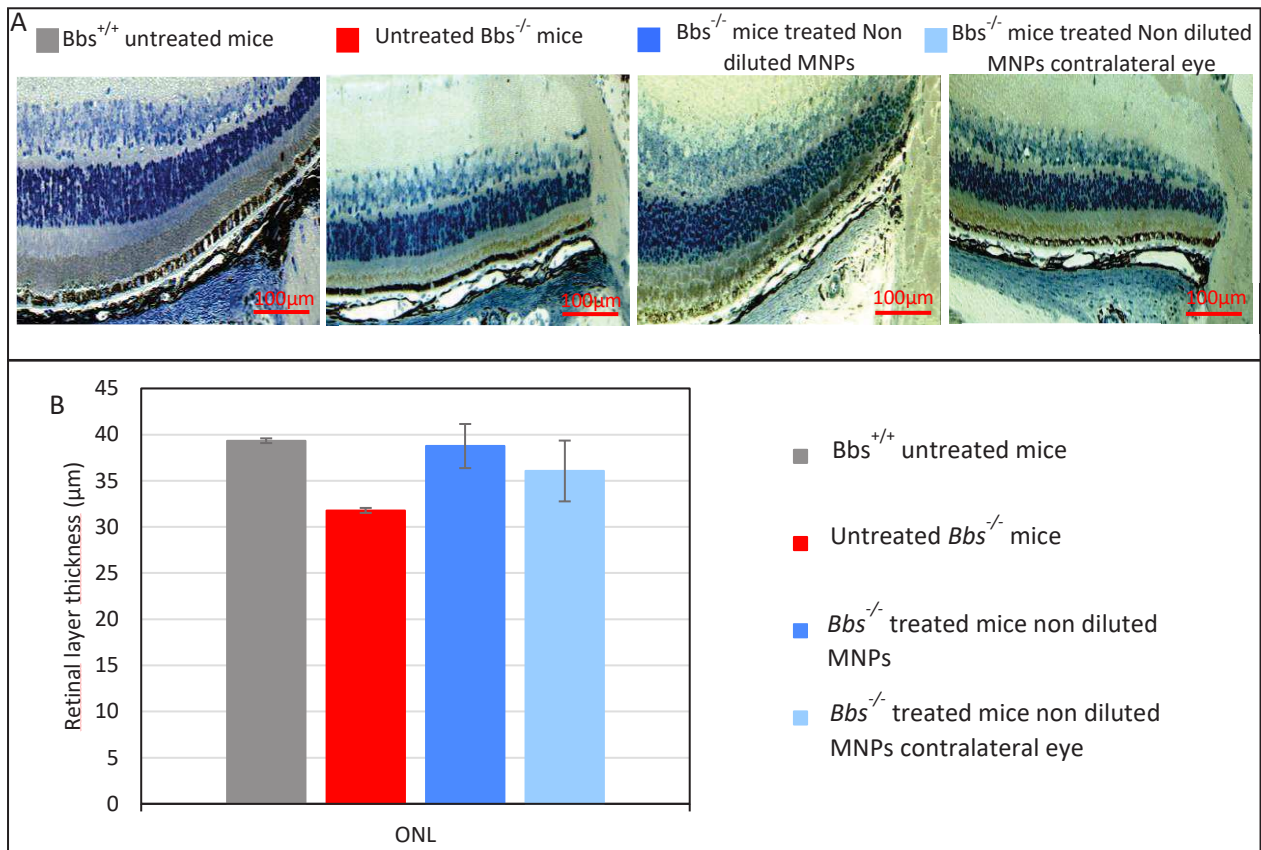 A
Bbs+/+ untreated mice
Untreated Bbs-/- mice
Bbs-/- mice treated Non
diluted MNPs
Bbs-/- mice treated Non diluted
MNPs contralateral eye
100µm
100µm
100µm
100µm
B
Retinal layer thickness (µm)
45
40
35
30
25
20
15
10
5
0
ONL
Bbs+/+ untreated mice
Untreated Bbs-/- mice
Bbs-/- treated mice non diluted
MNPs
Bbs-/- treated mice non diluted
MNPs contralateral eye